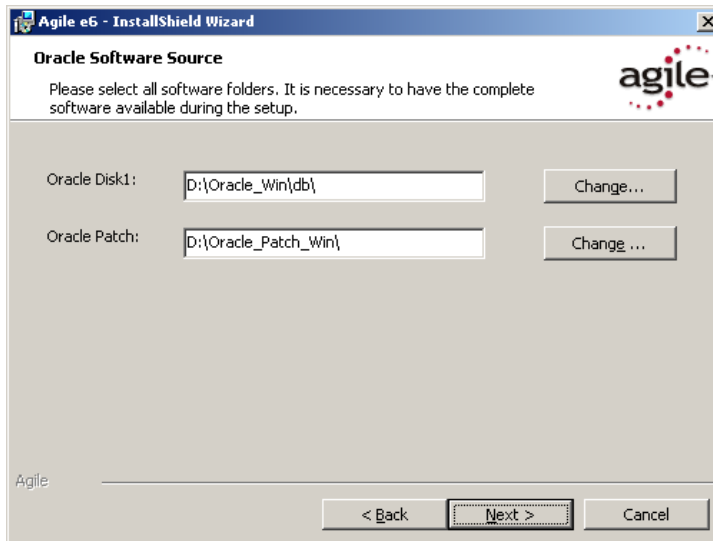 Agile e6 - InstallShield Wizard
Oracle Software Source
Please select all software folders. It is necessary to have the complete
software available during the setup.
agile
Oracle Disk1: D:\Oracle_Win\db\ Change...
Oracle Patch: D:\Oracle_Patch_Win\ Change ...
Agile
< Back Next > Cancel